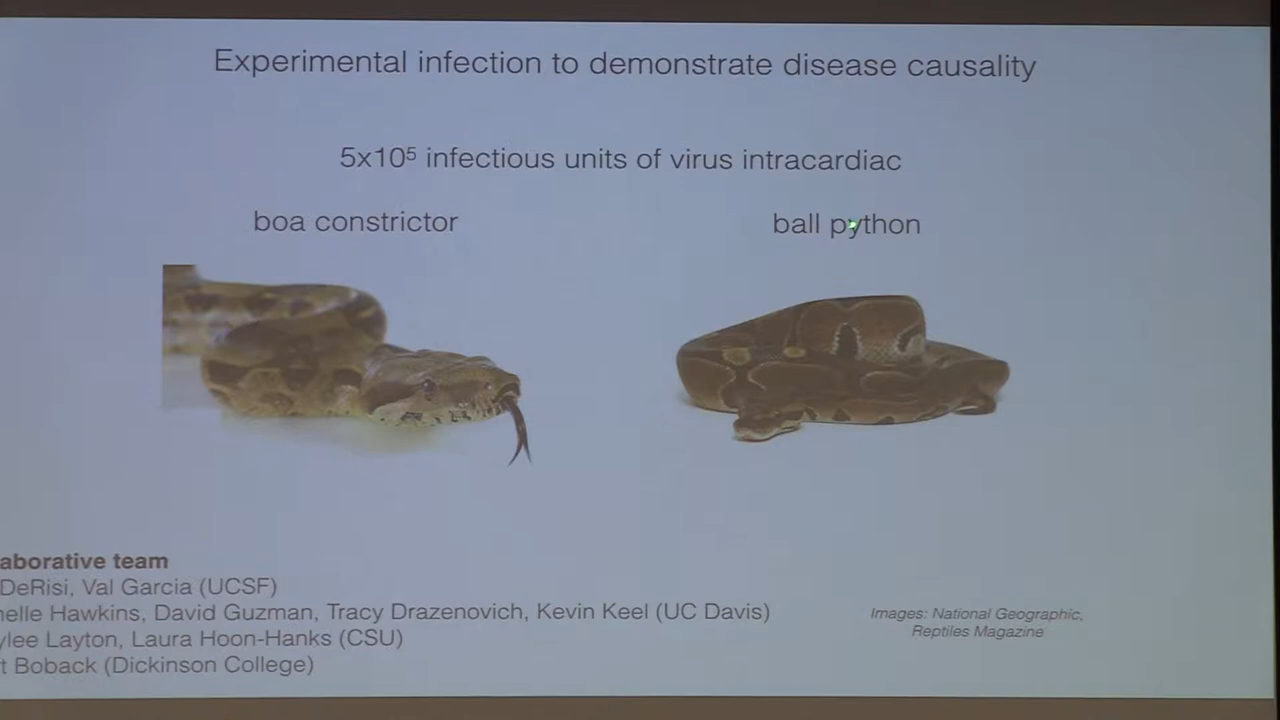 Experimental infection to demonstrate disease causality
5x10⁵ infectious units of virus intracardiac
boa constrictor
ball python
aborative team
DeRisi, Val Garcia (UCSF)
elle Hawkins, David Guzman, Tracy Drazenovich, Kevin Keel (UC Davis)
ylee Layton, Laura Hoon-Hanks (CSU)
t Boback (Dickinson College)
Images: National Geographic,
Reptiles Magazine